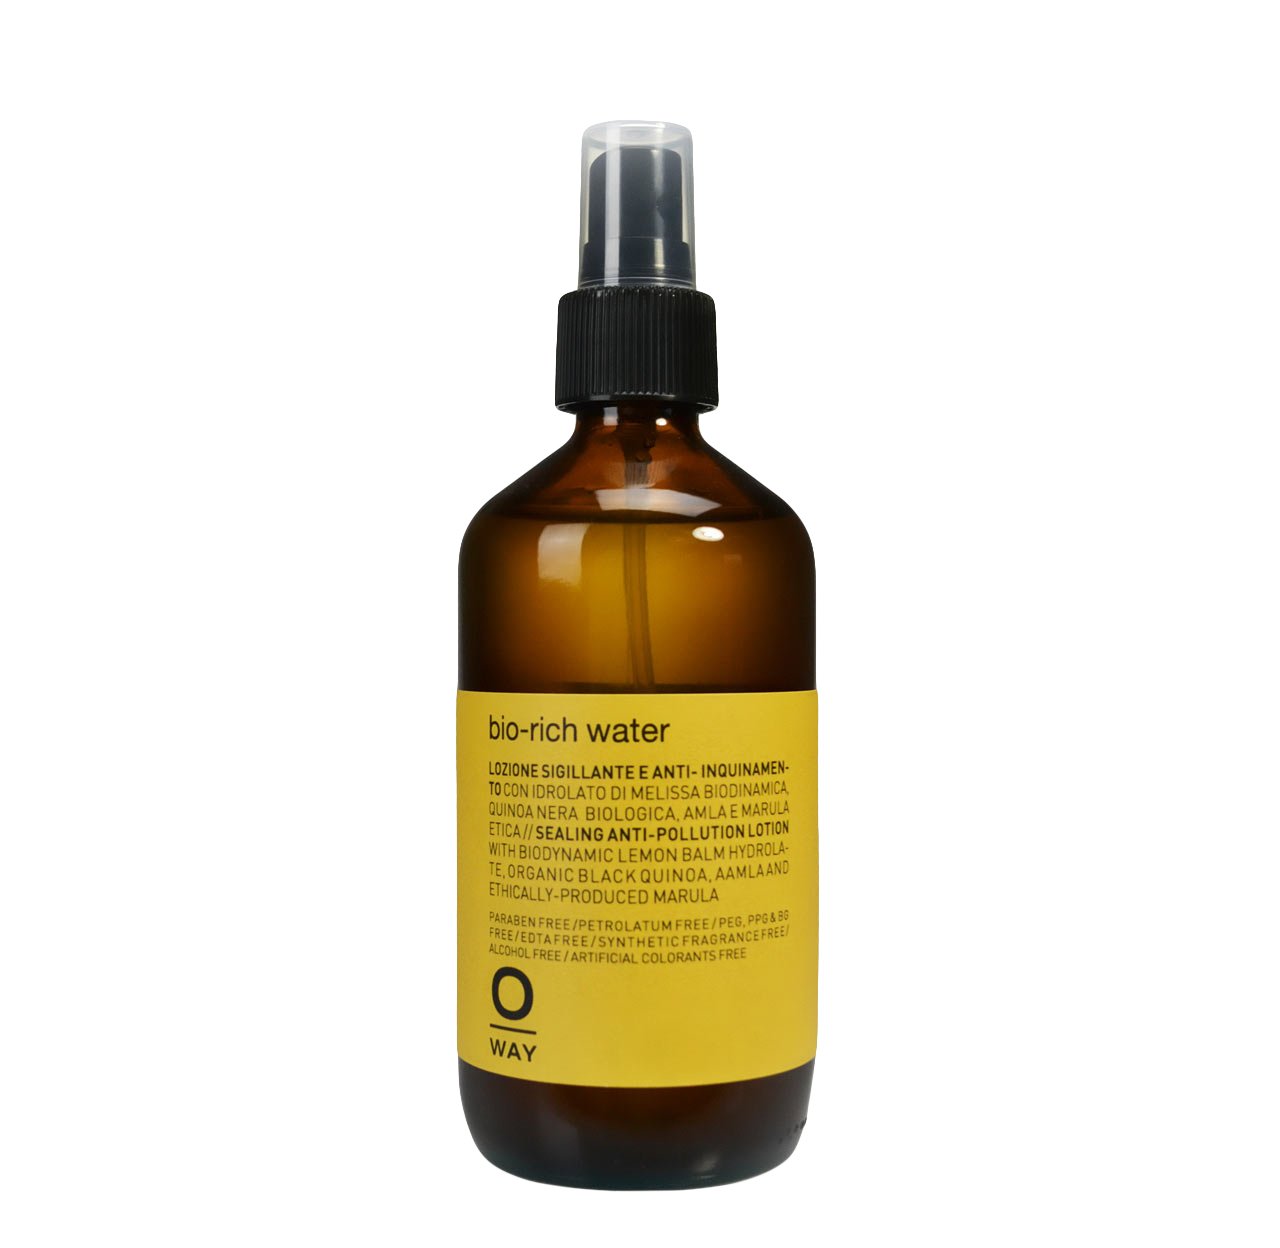 bio-rich water
LOZIONE SIGILLANTE E ANTI- INQUINAMEN-
TO CON IDROLATO DI MELISSA BIODINAMICA,
QUINOA NERA BIOLOGICA, AMLA E MARULA
ETICA // SEALING ANTI-POLLUTION LOTION
WITH BIODYNAMIC LEMON BALM HYDROLA-
TE, ORGANIC BLACK QUINOA, AAMLA AND
ETHICALLY-PRODUCED MARULA
PARABEN FREE / PETROLATUM FREE / PEG, PPG & BG
FREE / EDTA FREE / SYNTHETIC FRAGRANCE FREE /
ALCOHOL FREE / ARTIFICIAL COLORANTS FREE
O
WAY